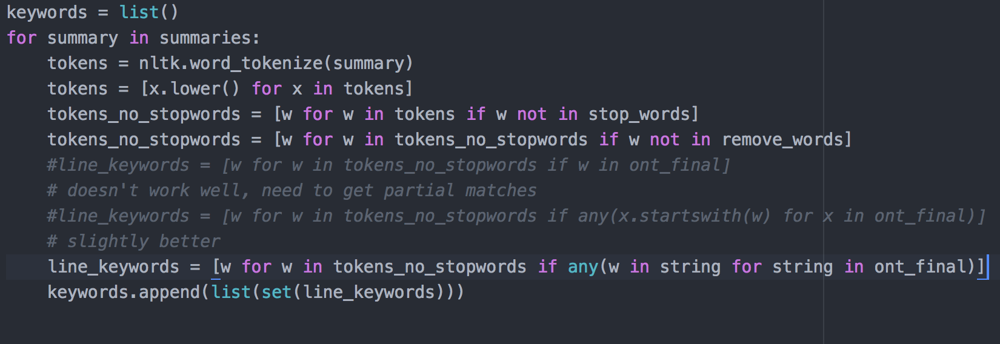 keywords = list()
for summary in summaries:
    tokens = nltk.word_tokenize(summary)
    tokens = [x.lower() for x in tokens]
    tokens_no_stopwords = [w for w in tokens if w not in stop_words]
    tokens_no_stopwords = [w for w in tokens_no_stopwords if w not in remove_words]
    #line_keywords = [w for w in tokens_no_stopwords if w in ont_final]
    # doesn't work well, need to get partial matches
    #line_keywords = [w for w in tokens_no_stopwords if any(x.startswith(w) for x in ont_final)]
    # slightly better
    line_keywords = [w for w in tokens_no_stopwords if any(w in string for string in ont_final)]
    keywords.append(list(set(line_keywords)))